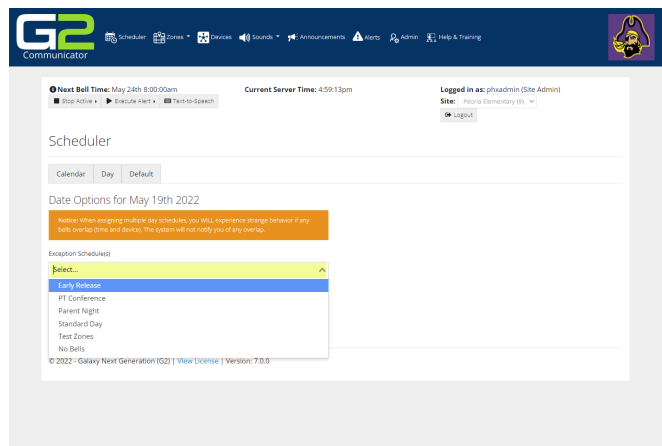 G2
Communicator
Scheduler Zones Devices Sounds Announcements Alerts Admin Help & Training
Next Bell Time: May 24th 8:00:00am Current Server Time: 4:59:13pm Logged in as: phxadmin (Site Admin)
Stop Active Execute Alert Text-to-Speech Site: Peoria Elementary (9)
Logout
Scheduler
Calendar Day Default
Date Options for May 19th 2022
Notice: When assigning multiple day schedules, you WILL experience strange behavior if any
bells overlap (time and device). The system will not notify you of any overlap.
Exception Schedule(s)
Select...
Early Release
PT Conference
Parent Night
Standard Day
Test Zones
No Bells
© 2022 - Galaxy Next Generation (G2) | View License | Version: 7.0.0